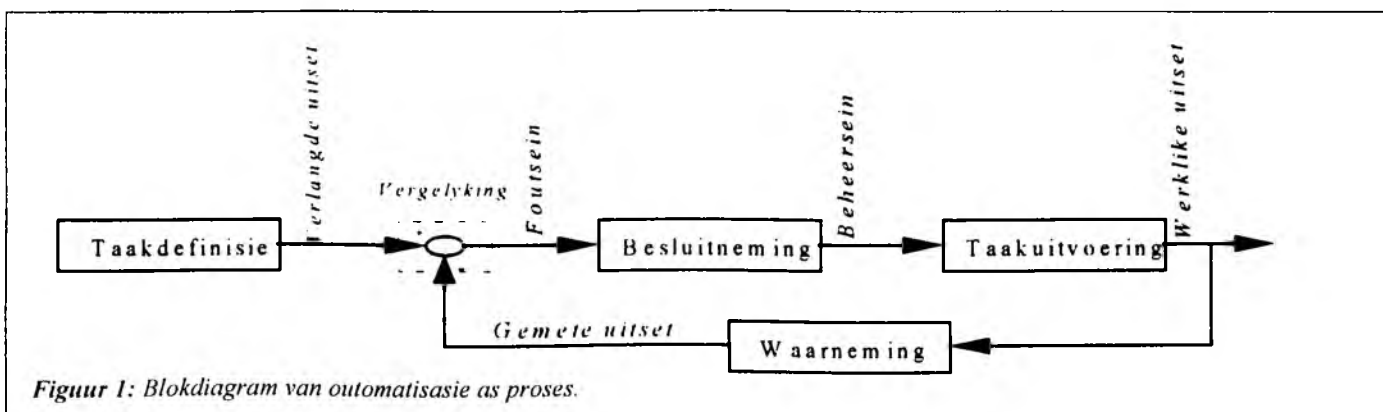 Verlangde uitset
Vergelyking
Foutsein
Beheersein
Werklike uitset
Taakdefinisie
Besluitneming
Taakuitvoering
Gemete uitset
Waarneming
Figuur 1: Blokdiagram van outomatisasie as proses.